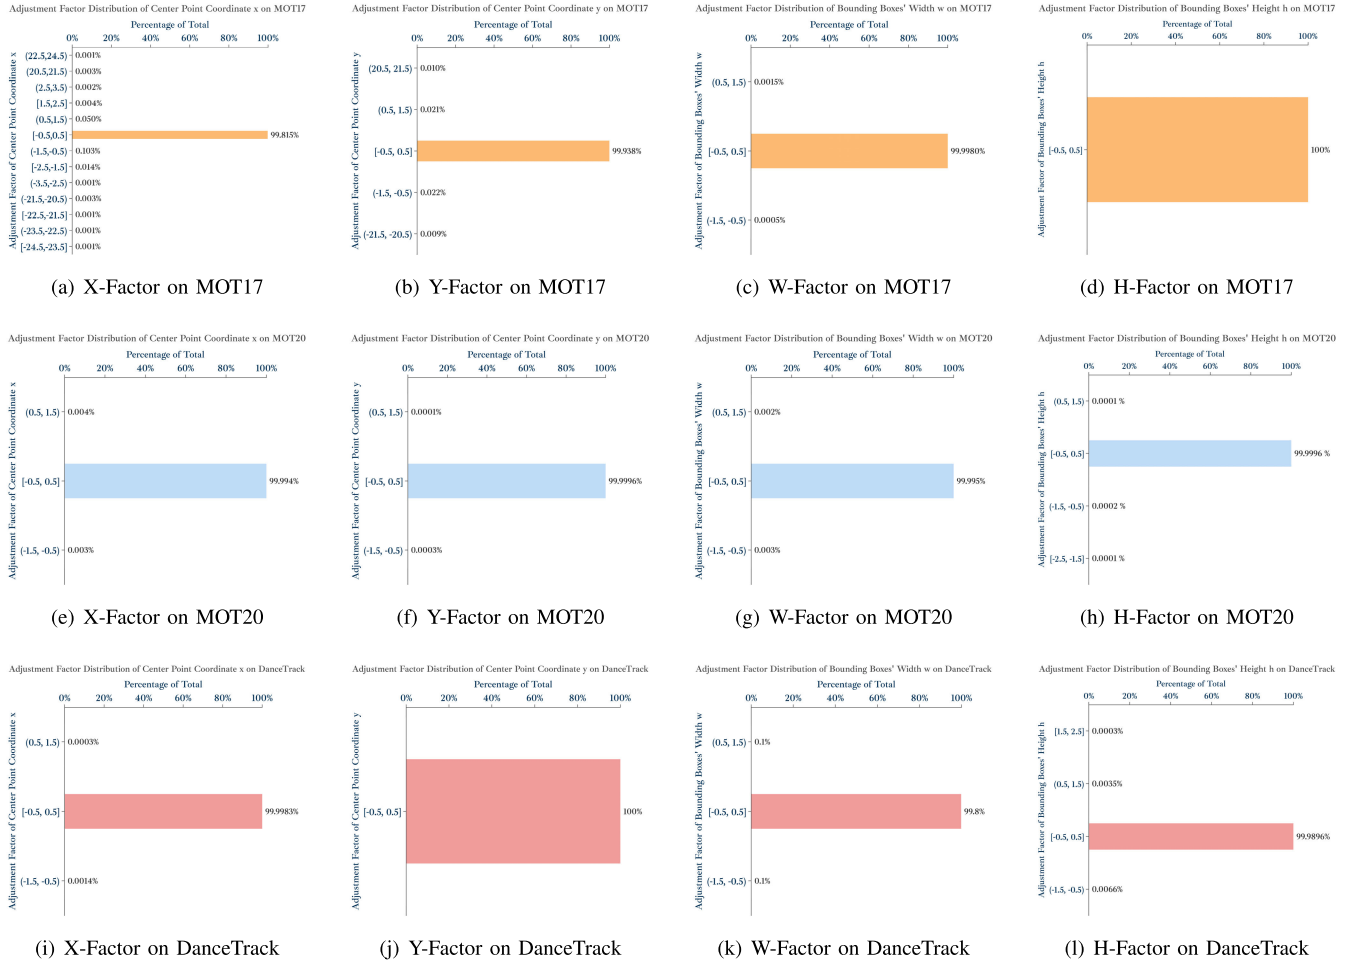 Adjustment Factor Distribution of Center Point Coordinate x on MOT17
Percentage of Total
0% 20% 40% 60% 80% 100%
Adjustment Factor of Center Point Coordinate x
(22.5,24.5) 0.001%
(20.5,21.5) 0.003%
(2.5,3.5) 0.002%
[1.5,2.5] 0.004%
(0.5,1.5) 0.050%
[-0.5,0.5] 99.815%
(-1.5,-0.5) 0.103%
[-2.5,-1.5] 0.014%
(-3.5,-2.5) 0.001%
(-21.5,-20.5) 0.003%
[-22.5,-21.5] 0.001%
(-23.5,-22.5) 0.001%
[-24.5,-23.5] 0.001%
(a) X-Factor on MOT17
Adjustment Factor Distribution of Center Point Coordinate y on MOT17
Percentage of Total
0% 20% 40% 60% 80% 100%
Adjustment Factor of Center Point Coordinate y
(20.5, 21.5) 0.010%
(0.5, 1.5) 0.021%
[-0.5, 0.5] 99.938%
(-1.5, -0.5) 0.022%
(-21.5, -20.5) 0.009%
(b) Y-Factor on MOT17
Adjustment Factor Distribution of Bounding Boxes' Width w on MOT17
Percentage of Total
0% 20% 40% 60% 80% 100%
Adjustment Factor of Bounding Boxes' Width w
(0.5, 1.5) 0.0015%
[-0.5, 0.5] 99.9980%
(-1.5, -0.5) 0.0005%
(c) W-Factor on MOT17
Adjustment Factor Distribution of Bounding Boxes' Height h on MOT17
Percentage of Total
0% 20% 40% 60% 80% 100%
Adjustment Factor of Bounding Boxes' Height h
[-0.5, 0.5] 100%
(d) H-Factor on MOT17
Adjustment Factor Distribution of Center Point Coordinate x on MOT20
Percentage of Total
0% 20% 40% 60% 80% 100%
Adjustment Factor of Center Point Coordinate x
(0.5, 1.5) 0.004%
[-0.5, 0.5] 99.994%
(-1.5, -0.5) 0.003%
(e) X-Factor on MOT20
Adjustment Factor Distribution of Center Point Coordinate y on MOT20
Percentage of Total
0% 20% 40% 60% 80% 100%
Adjustment Factor of Center Point Coordinate y
(0.5, 1.5) 0.0001%
[-0.5, 0.5] 99.9996%
(-1.5, -0.5) 0.0003%
(f) Y-Factor on MOT20
Adjustment Factor Distribution of Bounding Boxes' Width w on MOT20
Percentage of Total
0% 20% 40% 60% 80% 100%
Adjustment Factor of Bounding Boxes' Width w
(0.5, 1.5) 0.002%
[-0.5, 0.5] 99.995%
(-1.5, -0.5) 0.003%
(g) W-Factor on MOT20
Adjustment Factor Distribution of Bounding Boxes' Height h on MOT20
Percentage of Total
0% 20% 40% 60% 80% 100%
Adjustment Factor of Bounding Boxes' Height h
(0.5, 1.5) 0.0001 %
[-0.5, 0.5] 99.9996 %
(-1.5, -0.5) 0.0002 %
[-2.5, -1.5] 0.0001 %
(h) H-Factor on MOT20
Adjustment Factor Distribution of Center Point Coordinate x on DanceTrack
Percentage of Total
0% 20% 40% 60% 80% 100%
Adjustment Factor of Center Point Coordinate x
(0.5, 1.5) 0.0003%
[-0.5, 0.5] 99.9983%
(-1.5, -0.5) 0.0014%
(i) X-Factor on DanceTrack
Adjustment Factor Distribution of Center Point Coordinate y on DanceTrack
Percentage of Total
0% 20% 40% 60% 80% 100%
Adjustment Factor of Center Point Coordinate y
[-0.5, 0.5] 100%
(j) Y-Factor on DanceTrack
Adjustment Factor Distribution of Bounding Boxes' Width w on DanceTrack
Percentage of Total
0% 20% 40% 60% 80% 100%
Adjustment Factor of Bounding Boxes' Width w
(0.5, 1.5) 0.1%
[-0.5, 0.5] 99.8%
(-1.5, -0.5) 0.1%
(k) W-Factor on DanceTrack
Adjustment Factor Distribution of Bounding Boxes' Height h on DanceTrack
Percentage of Total
0% 20% 40% 60% 80% 100%
Adjustment Factor of Bounding Boxes' Height h
[1.5, 2.5] 0.0003%
(0.5, 1.5) 0.0035%
[-0.5, 0.5] 99.9896%
(-1.5, -0.5) 0.0066%
(l) H-Factor on DanceTrack